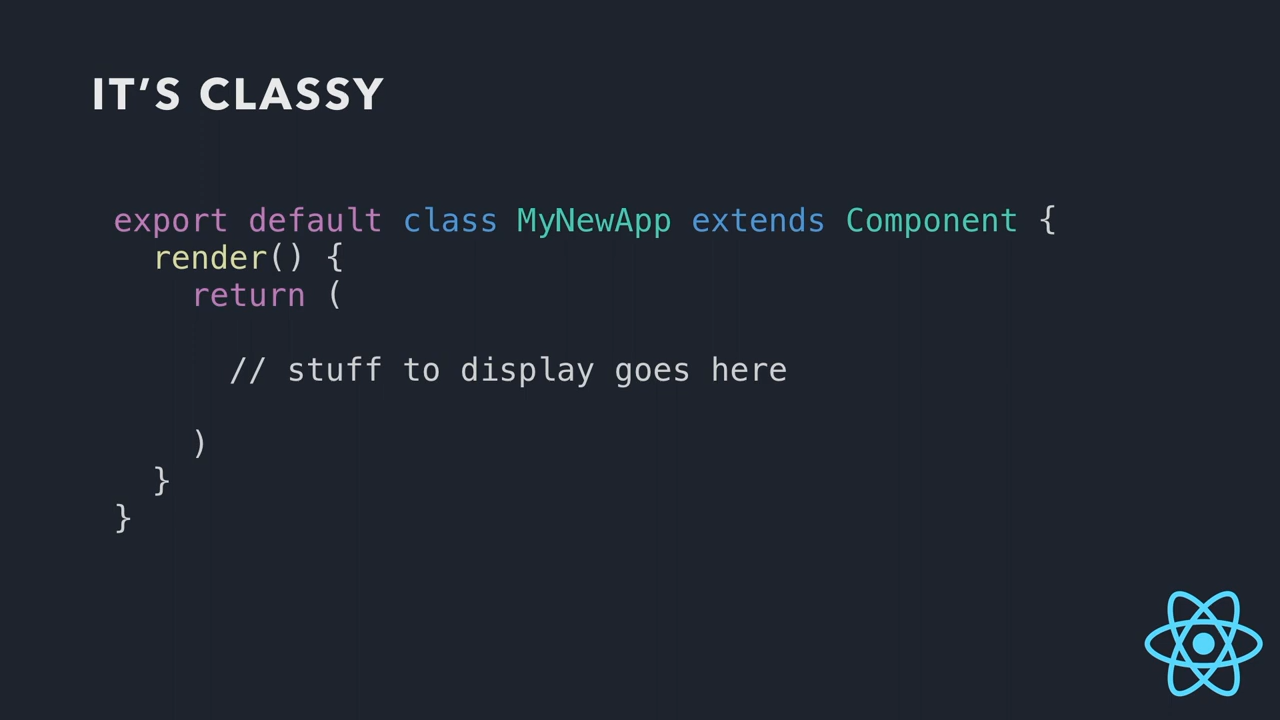 IT’S CLASSY
export default class MyNewApp extends Component {
  render() {
    return (
      // stuff to display goes here
    )
  }
}